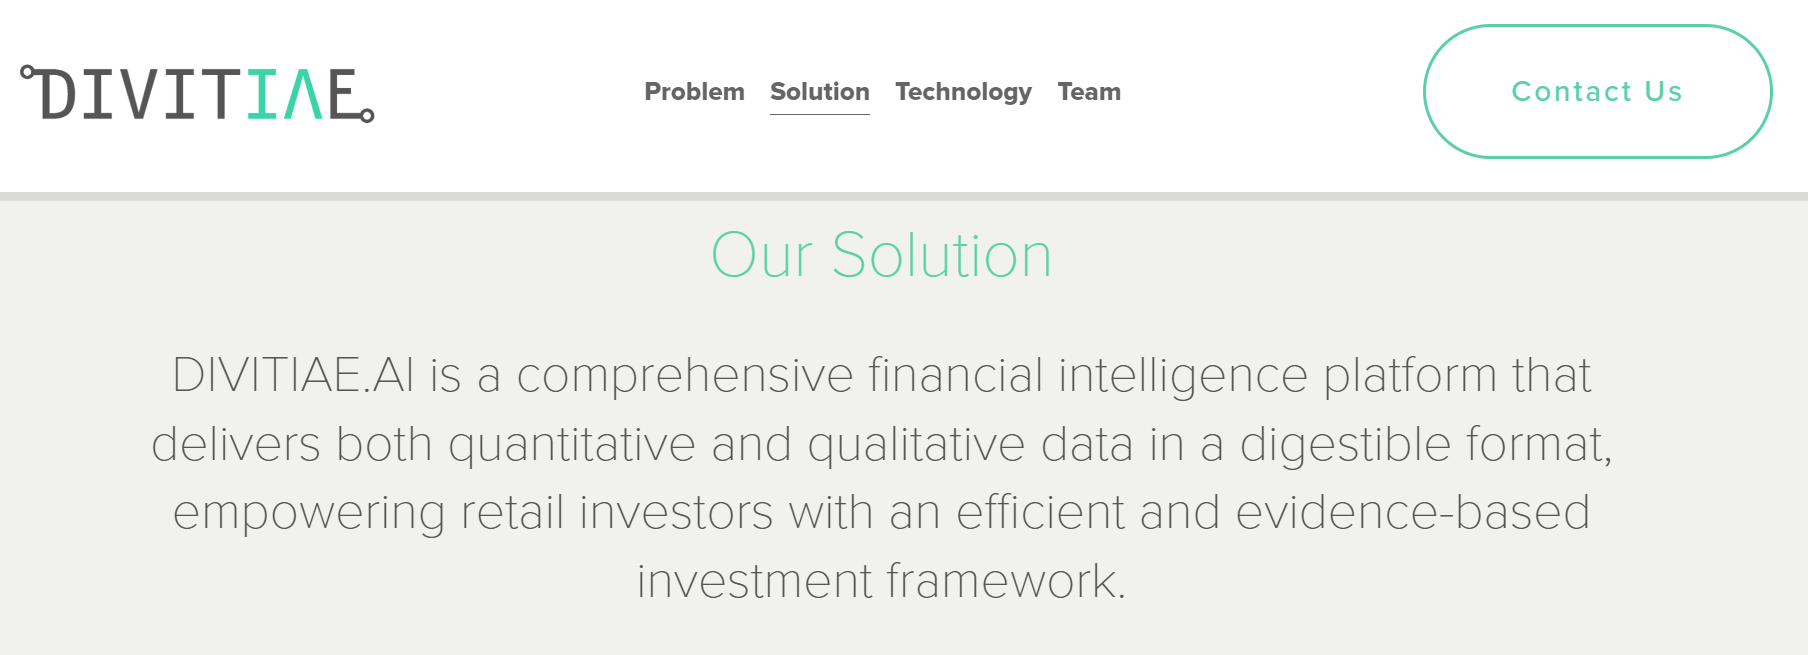 DIVITIAE
Problem Solution Technology Team
Contact Us
Our Solution
DIVITIAE.AI is a comprehensive financial intelligence platform that
delivers both quantitative and qualitative data in a digestible format,
empowering retail investors with an efficient and evidence-based
investment framework.